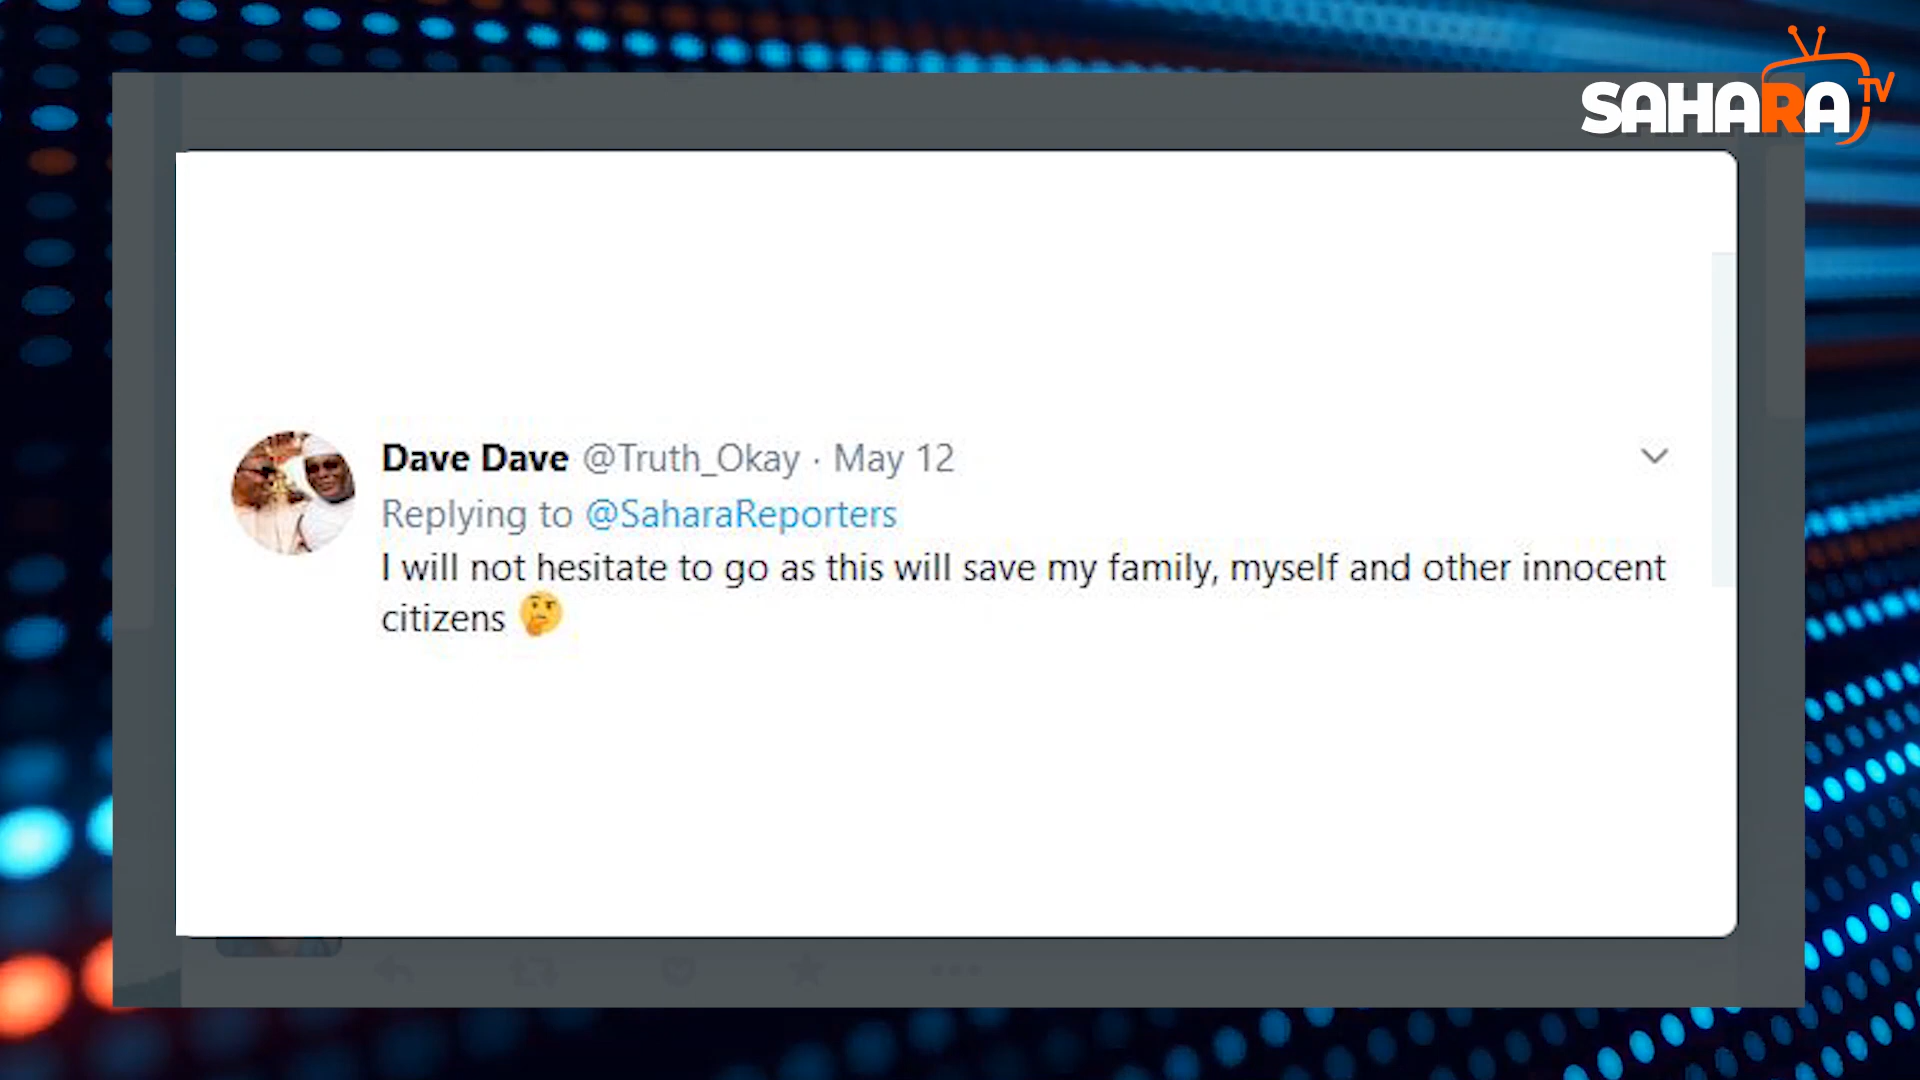 SAHARA TV
Dave Dave @Truth_Okay · May 12
Replying to @SaharaReporters
I will not hesitate to go as this will save my family, myself and other innocent
citizens 🤔